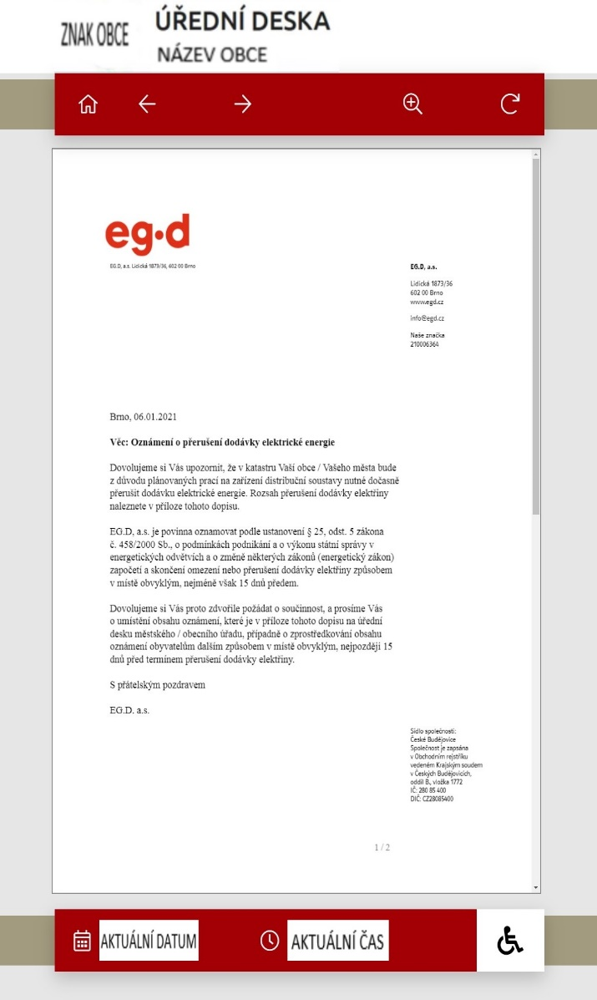 ZNAK OBCE
ÚŘEDNÍ DESKA
NÁZEV OBCE
eg·d
EG.D, a.s. Lidická 1873/36, 602 00 Brno
EG.D, a.s.
Lidická 1873/36
602 00 Brno
www.egd.cz
info@egd.cz
Naše značka
210006364
Brno, 06.01.2021
Věc: Oznámení o přerušení dodávky elektrické energie
Dovolujeme si Vás upozornit, že v katastru Vaší obce / Vašeho města bude
z důvodu plánovaných prací na zařízení distribuční soustavy nutné dočasně
přerušit dodávku elektrické energie. Rozsah přerušení dodávky elektřiny
naleznete v příloze tohoto dopisu.
EG.D, a.s. je povinna oznamovat podle ustanovení § 25, odst. 5 zákona
č. 458/2000 Sb., o podmínkách podnikání a o výkonu státní správy v
energetických odvětvích a o změně některých zákonů (energetický zákon)
započetí a skončení omezení nebo přerušení dodávky elektřiny způsobem
v místě obvyklým, nejméně však 15 dnů předem.
Dovolujeme si Vás proto zdvořile požádat o součinnost, a prosíme Vás
o umístění obsahu oznámení, které je v příloze tohoto dopisu na úřední
desku městského / obecního úřadu, případně o zprostředkování obsahu
oznámení obyvatelům dalším způsobem v místě obvyklým, nejpozději 15
dnů před termínem přerušení dodávky elektřiny.
S přátelským pozdravem
EG.D. a.s.
Sídlo společnosti:
České Budějovice
Společnost je zapsána
v Obchodním rejstříku
vedeném Krajským soudem
v Českých Budějovicích,
oddíl B., vložka 1772
IČ: 280 85 400
DIČ: CZ28085400
1 / 2
AKTUÁLNÍ DATUM
AKTUÁLNÍ ČAS